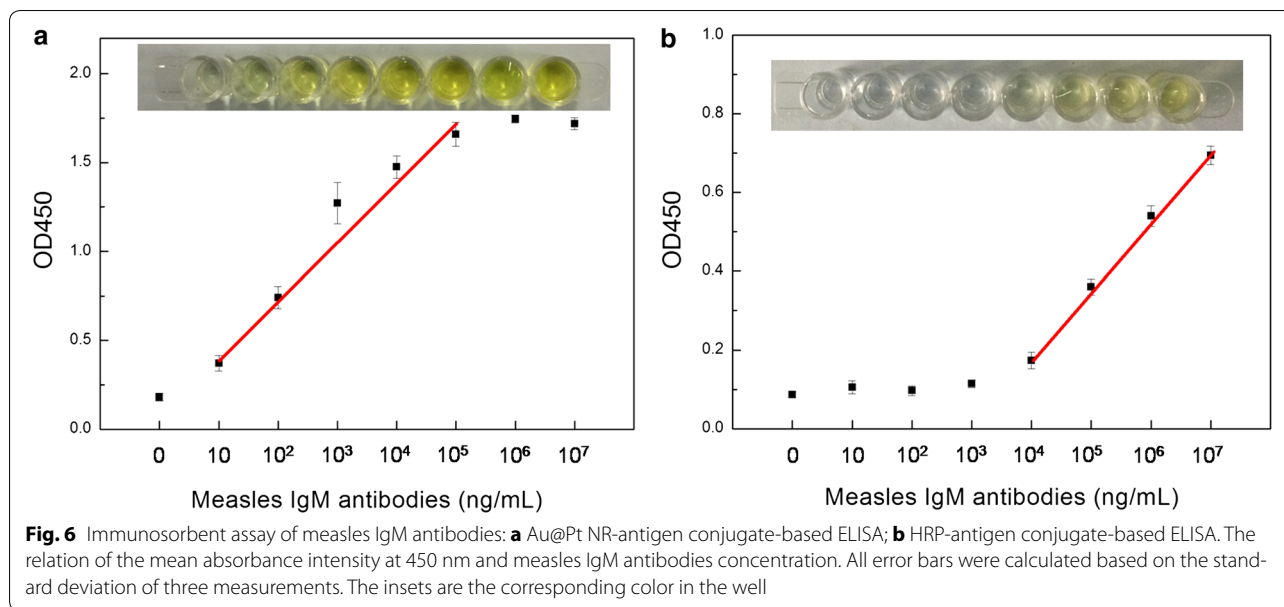 a
2.0
1.5
1.0
0.5
0.0
OD450
0 10 10² 10³ 10⁴ 10⁵ 10⁶ 10⁷
Measles IgM antibodies (ng/mL)
b
1.0
0.8
0.6
0.4
0.2
0.0
OD450
0 10 10² 10³ 10⁴ 10⁵ 10⁶ 10⁷
Measles IgM antibodies (ng/mL)
Fig. 6 Immunosorbent assay of measles IgM antibodies: a Au@Pt NR-antigen conjugate-based ELISA; b HRP-antigen conjugate-based ELISA. The
relation of the mean absorbance intensity at 450 nm and measles IgM antibodies concentration. All error bars were calculated based on the stand-
ard deviation of three measurements. The insets are the corresponding color in the well